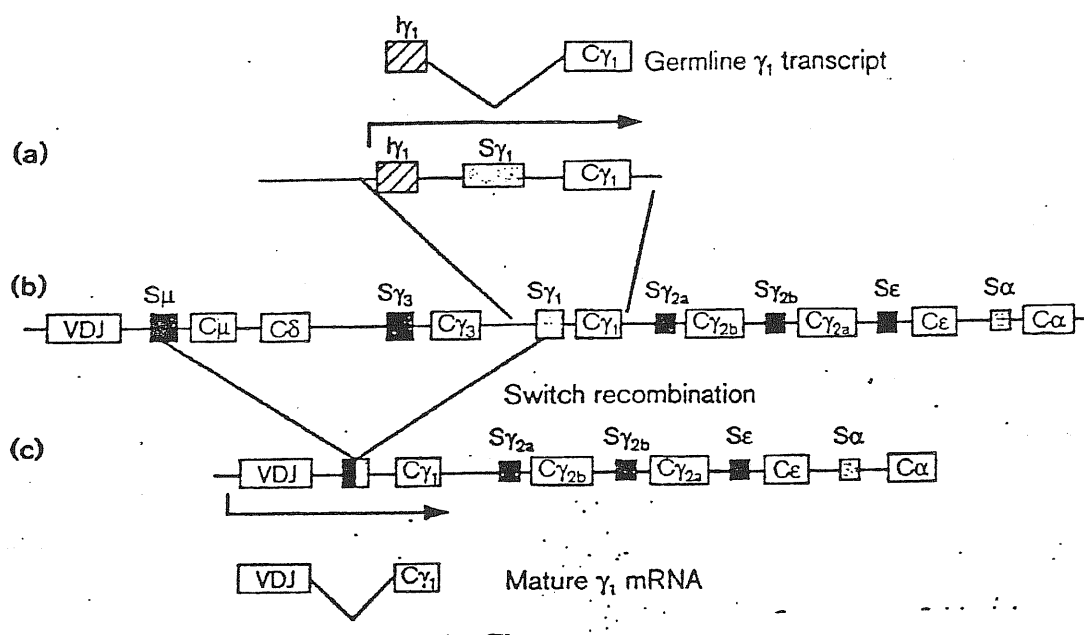 Iγ₁
Cγ₁
Germline γ₁ transcript
(a)
Iγ₁ Sγ₁ Cγ₁
(b)
Sμ Sγ₃ Sγ₁ Sγ₂ₐ Sγ₂b Sε Sα
VDJ Cμ Cδ Cγ₃ Cγ₁ Cγ₂b Cγ₂ₐ Cε Cα
Switch recombination
(c)
Sγ₂ₐ Sγ₂b Sε Sα
VDJ Cγ₁ Cγ₂b Cγ₂ₐ Cε Cα
VDJ Cγ₁ Mature γ₁ mRNA